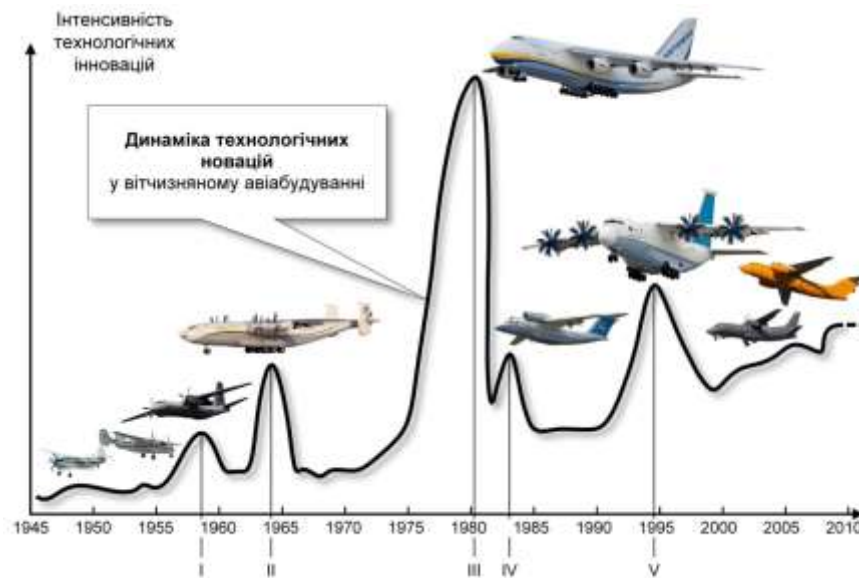 Інтенсивність
технологічних
інновацій
Динаміка технологічних
новацій
у вітчизняному авіабудуванні
1945 1950 1955 1960 1965 1970 1975 1980 1985 1990 1995 2000 2005 2010
I II III IV V